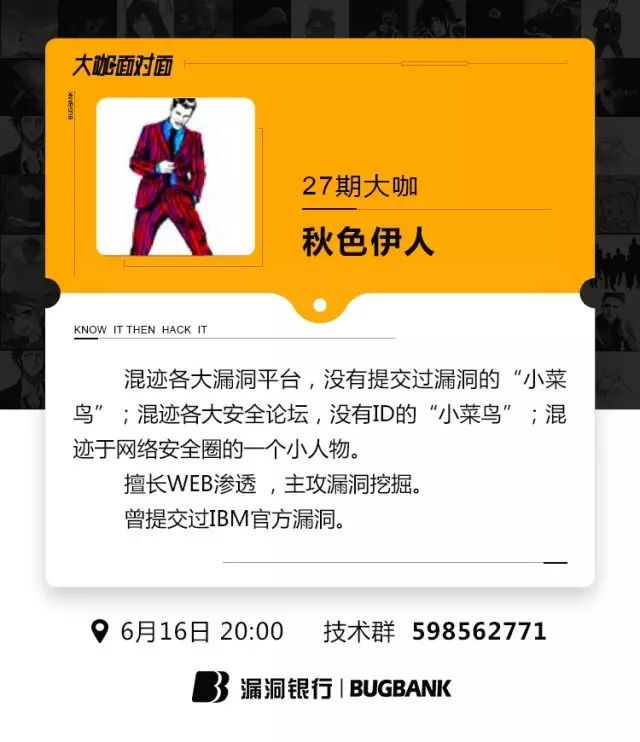 大咖面对面
BUGBANK
27期大咖
秋色伊人
KNOW IT THEN HACK IT
混迹各大漏洞平台，没有提交过漏洞的“小菜
鸟”；混迹各大安全论坛，没有ID的“小菜鸟”；混
迹于网络安全圈的一个小人物。
擅长WEB渗透 ，主攻漏洞挖掘。
曾提交过IBM官方漏洞。
6月16日 20:00 技术群 598562771
漏洞银行 | BUGBANK